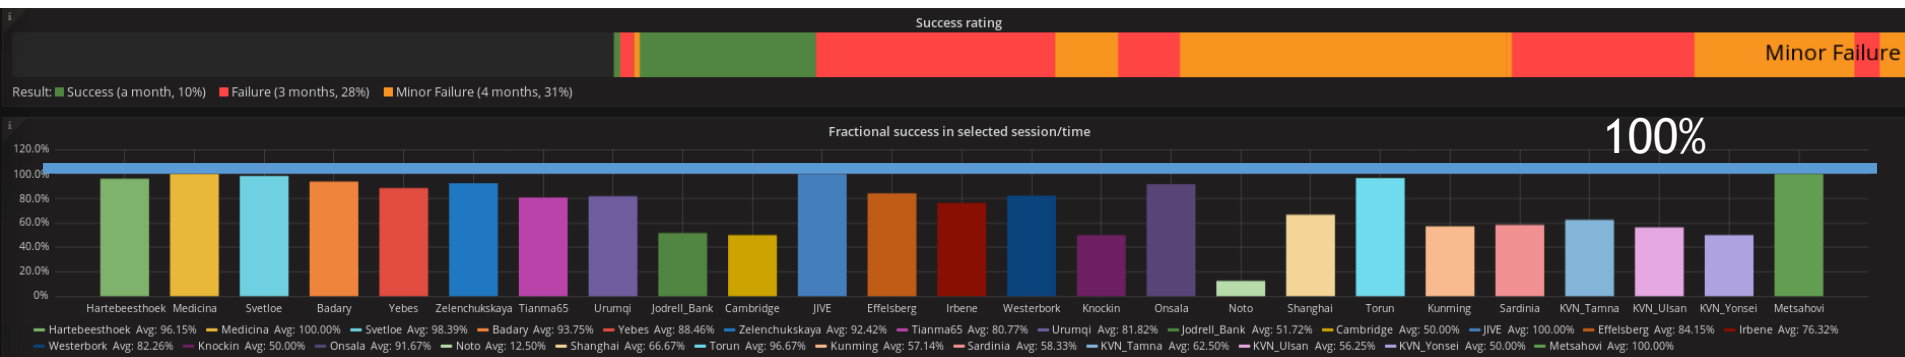 Success rating
Minor Failure
Result: Success (a month, 10%) Failure (3 months, 28%) Minor Failure (4 months, 31%)
Fractional success in selected session/time
100%
120.0%
100.0%
80.0%
60.0%
40.0%
20.0%
0%
Hartebeesthoek Medicina Svetloe Badary Yebes Zelenchukskaya Tianma65 Urumqi Jodrell_Bank Cambridge JIVE Effelsberg Irbene Westerbork Knockin Onsala Noto Shanghai Torun Kunming Sardinia KVN_Tamna KVN_Ulsan KVN_Yonsei Metsahovi
Hartebeesthoek Avg: 96.15% Medicina Avg: 100.00% Svetloe Avg: 98.39% Badary Avg: 93.75% Yebes Avg: 88.46% Zelenchukskaya Avg: 92.42% Tianma65 Avg: 80.77% Urumqi Avg: 81.82% Jodrell_Bank Avg: 51.72% Cambridge Avg: 50.00% JIVE Avg: 100.00% Effelsberg Avg: 84.15% Irbene Avg: 76.32%
Westerbork Avg: 82.26% Knockin Avg: 50.00% Onsala Avg: 91.67% Noto Avg: 12.50% Shanghai Avg: 66.67% Torun Avg: 96.67% Kunming Avg: 57.14% Sardinia Avg: 58.33% KVN_Tamna Avg: 62.50% KVN_Ulsan Avg: 56.25% KVN_Yonsei Avg: 50.00% Metsahovi Avg: 100.00%